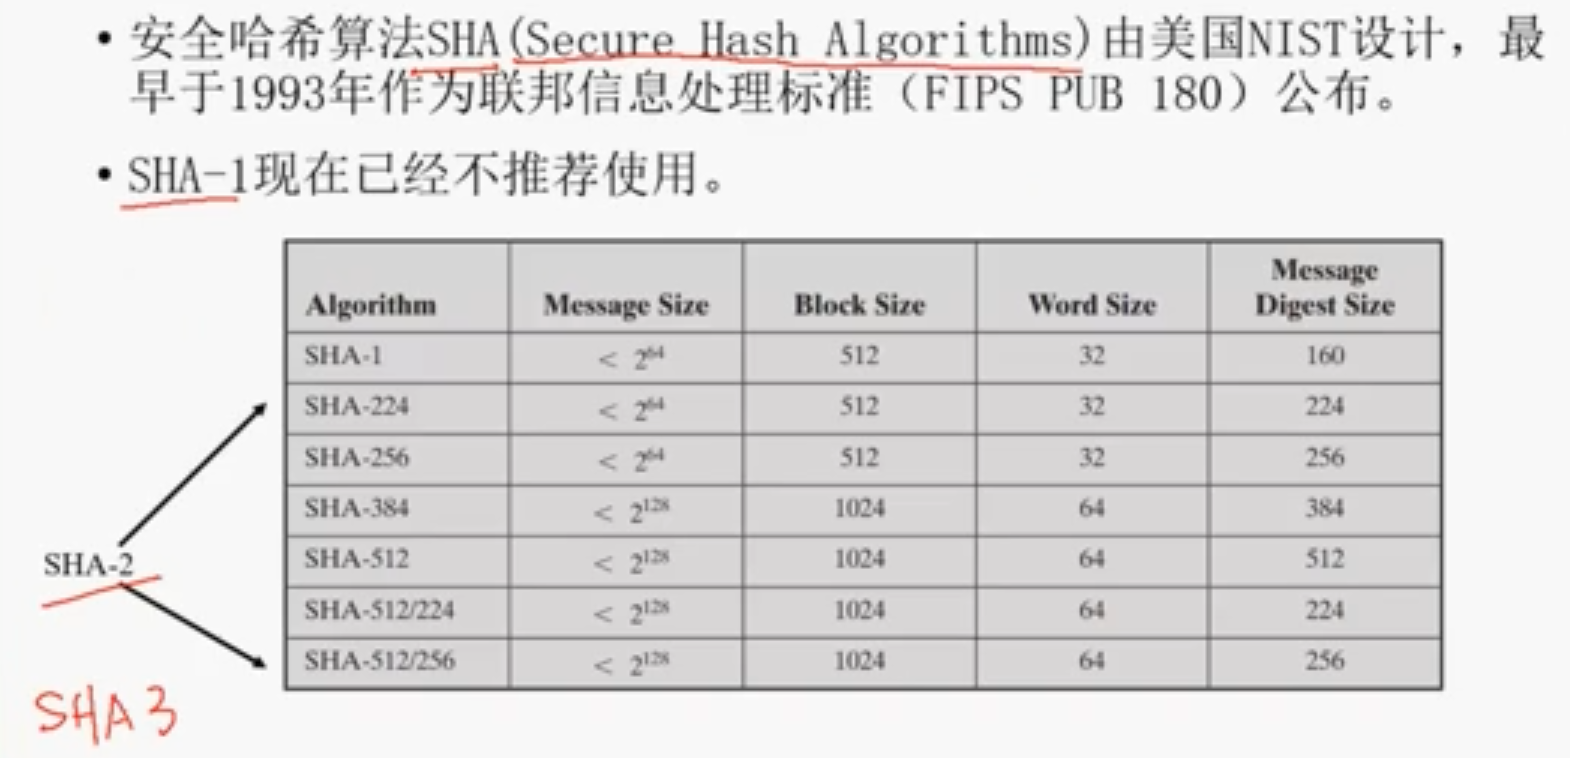 • 安全哈希算法SHA(Secure Hash Algorithms)由美国NIST设计，最
早于1993年作为联邦信息处理标准（FIPS PUB 180）公布。
• SHA-1现在已经不推荐使用。
Algorithm Message Size Block Size Word Size Message Digest Size
SHA-1 < 2^64 512 32 160
SHA-224 < 2^64 512 32 224
SHA-256 < 2^64 512 32 256
SHA-384 < 2^128 1024 64 384
SHA-512 < 2^128 1024 64 512
SHA-512/224 < 2^128 1024 64 224
SHA-512/256 < 2^128 1024 64 256
SHA-2
SHA3